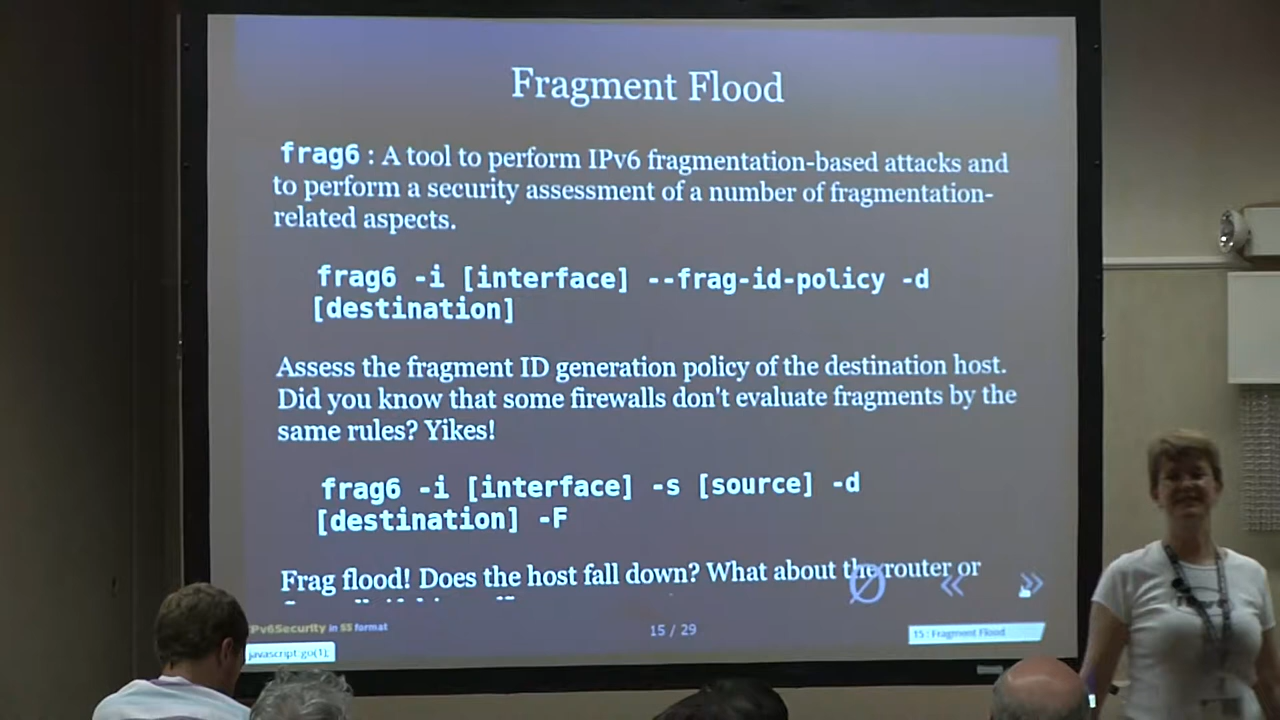 Fragment Flood
frag6 : A tool to perform IPv6 fragmentation-based attacks and
to perform a security assessment of a number of fragmentation-
related aspects.
frag6 -i [interface] --frag-id-policy -d
[destination]
Assess the fragment ID generation policy of the destination host.
Did you know that some firewalls don't evaluate fragments by the
same rules? Yikes!
frag6 -i [interface] -s [source] -d
[destination] -F
Frag flood! Does the host fall down? What about the router or
Ø « »
IPv6Security in S5 format
15 / 29
15 : Fragment Flood
javascript:go(1);